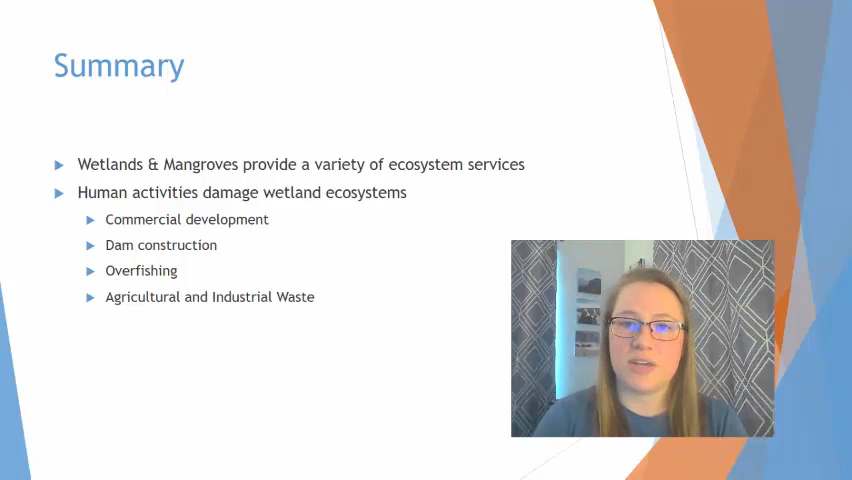 Summary
Wetlands & Mangroves provide a variety of ecosystem services
Human activities damage wetland ecosystems
Commercial development
Dam construction
Overfishing
Agricultural and Industrial Waste